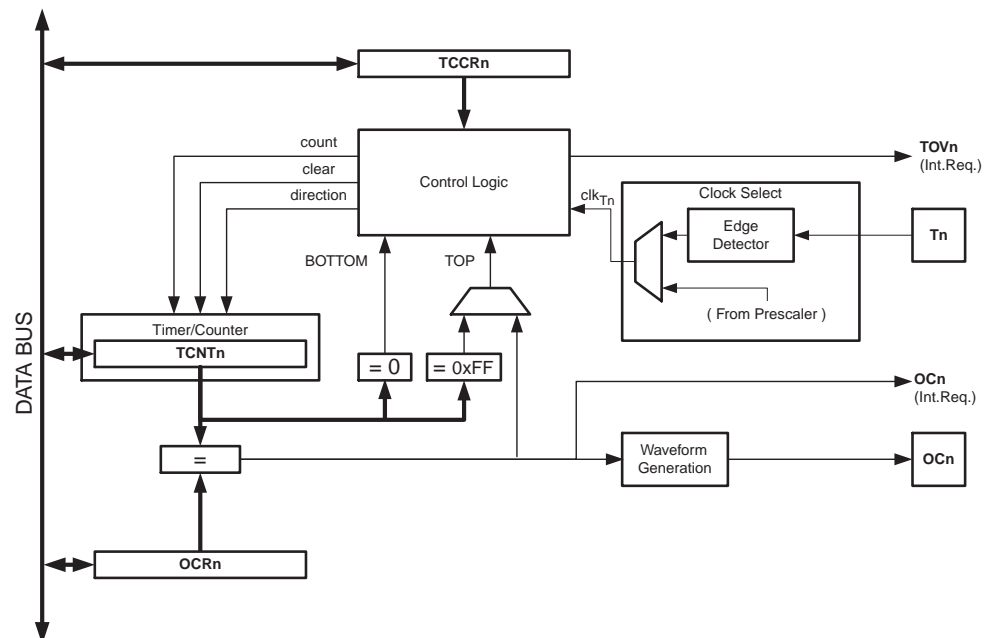 TCCRn
count
clear
direction
Control Logic
TOVn
(Int.Req.)
clkTn
Clock Select
Edge
Detector
Tn
( From Prescaler )
BOTTOM
TOP
DATA BUS
Timer/Counter
TCNTn
= 0
= 0xFF
OCn
(Int.Req.)
=
Waveform
Generation
OCn
OCRn